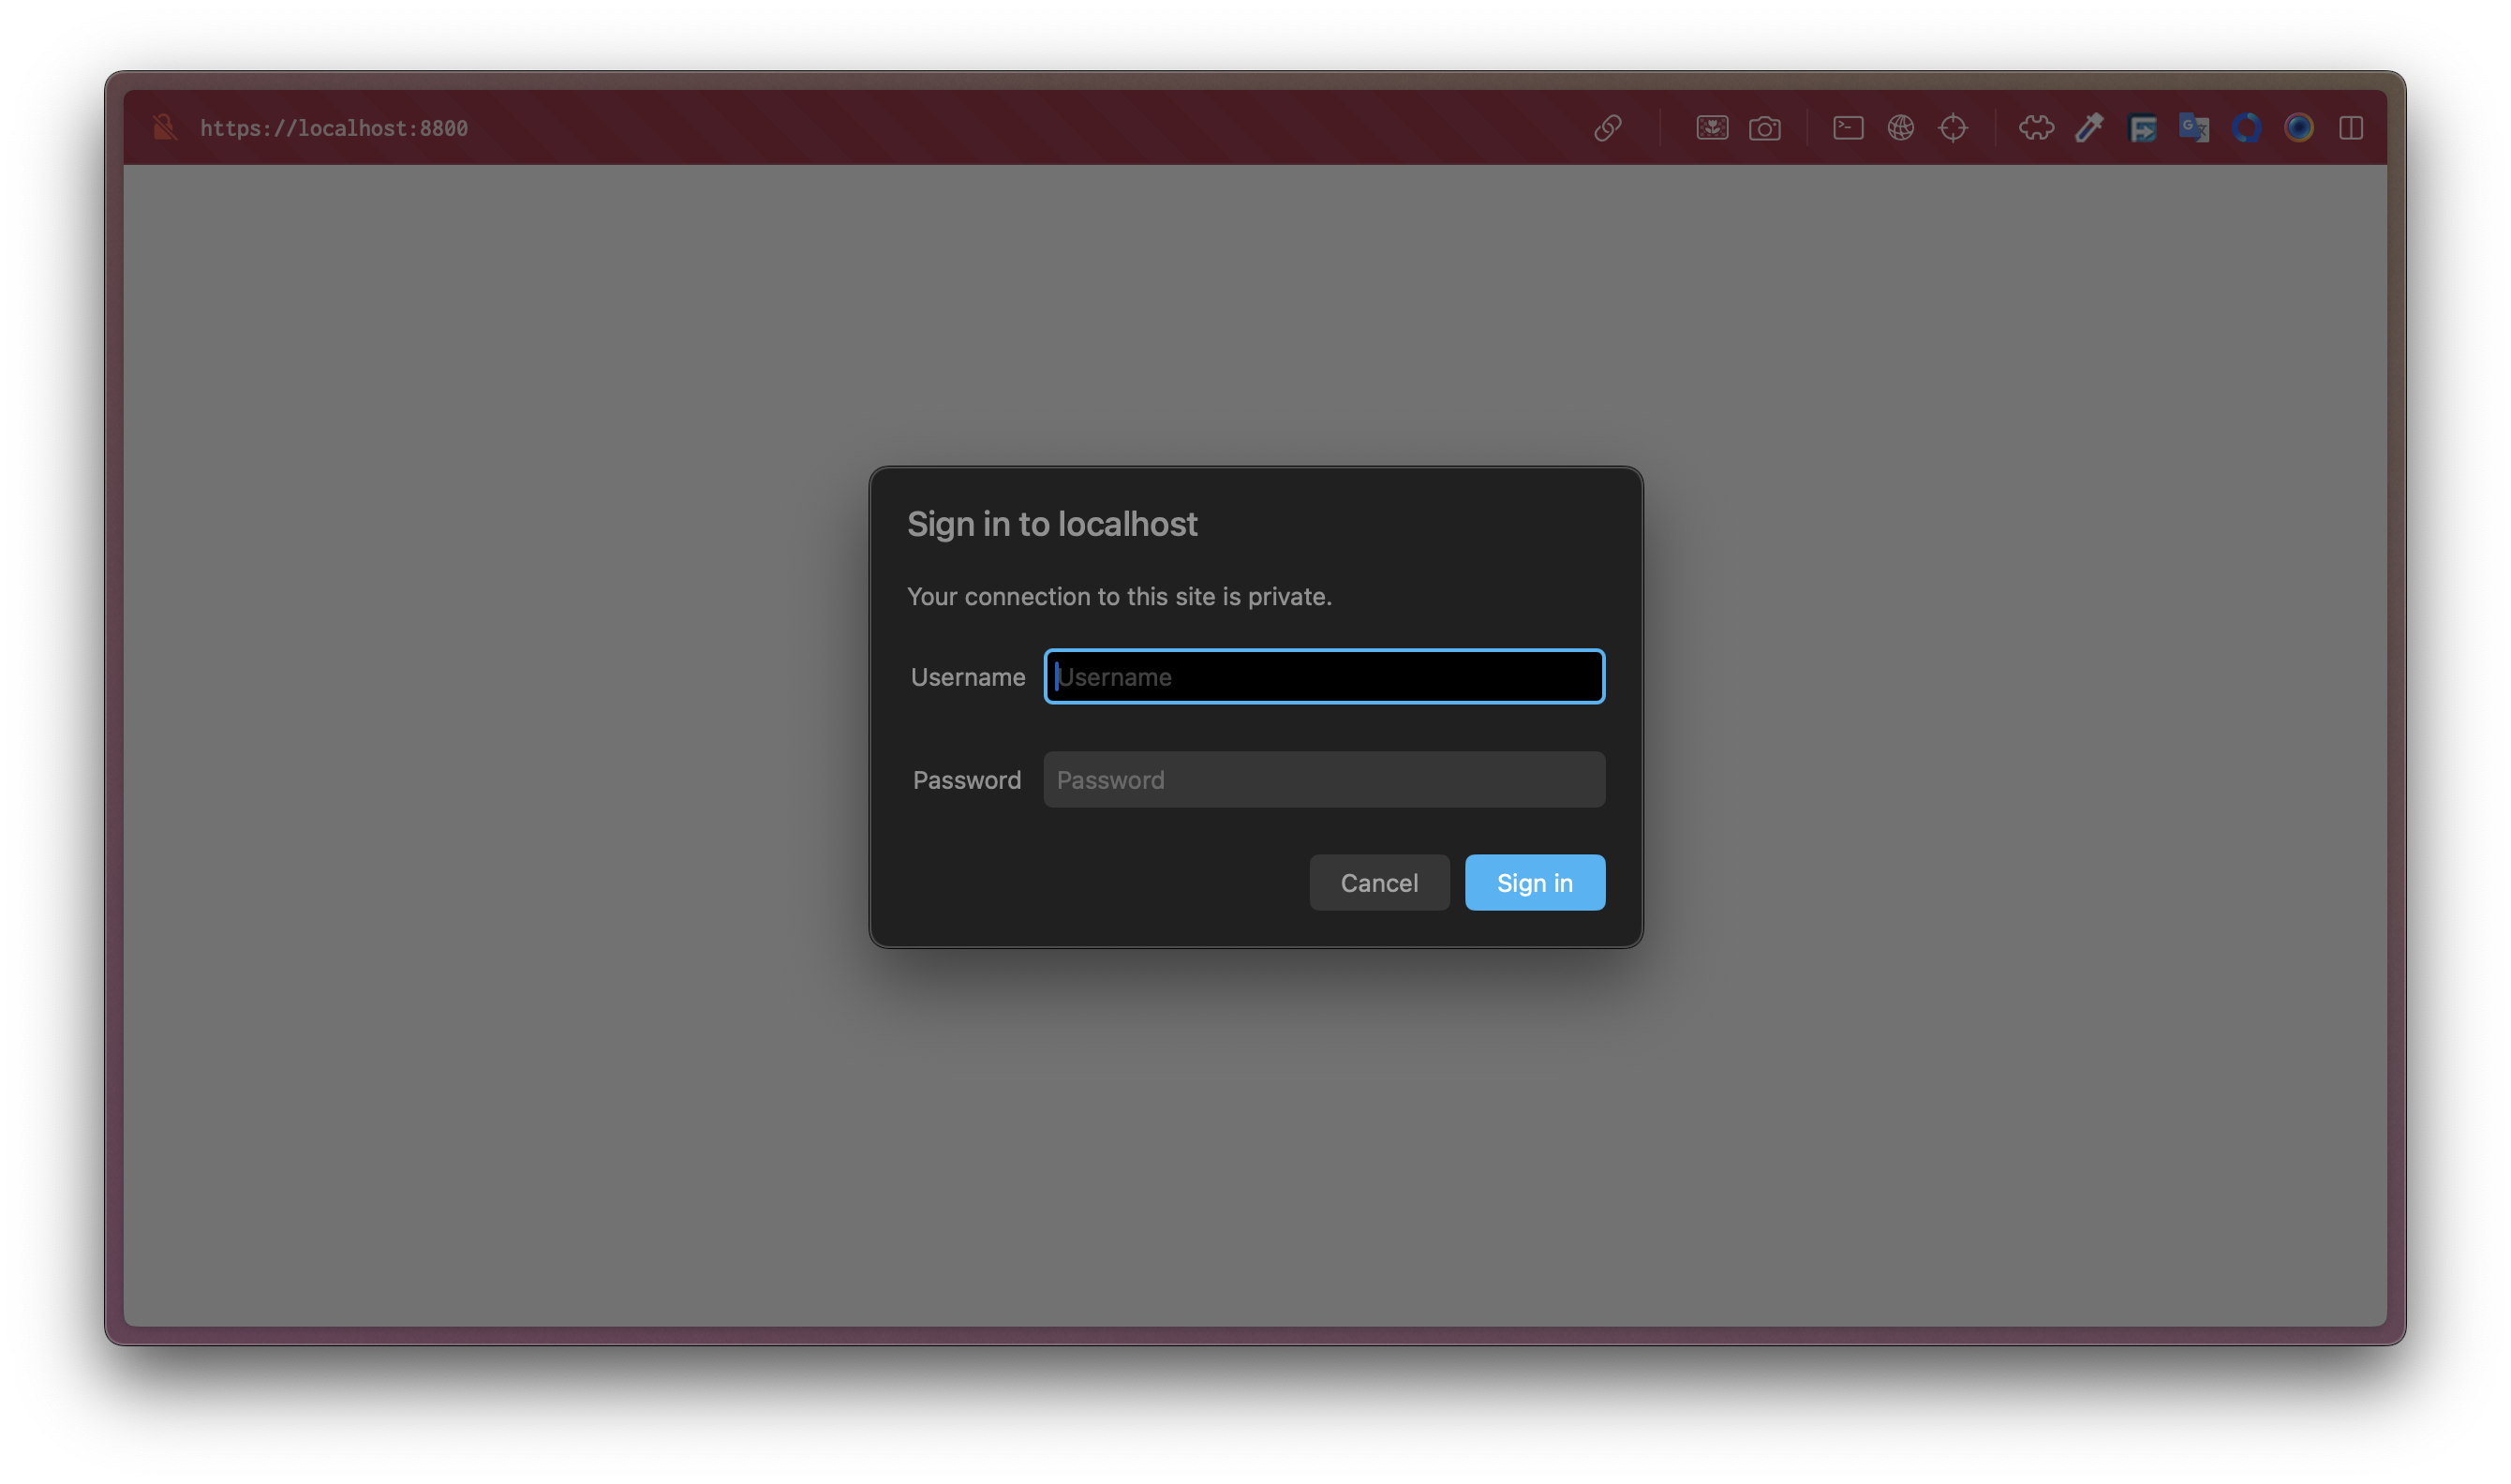 https://localhost:8800
Sign in to localhost
Your connection to this site is private.
Username Username
Password Password
Cancel Sign in